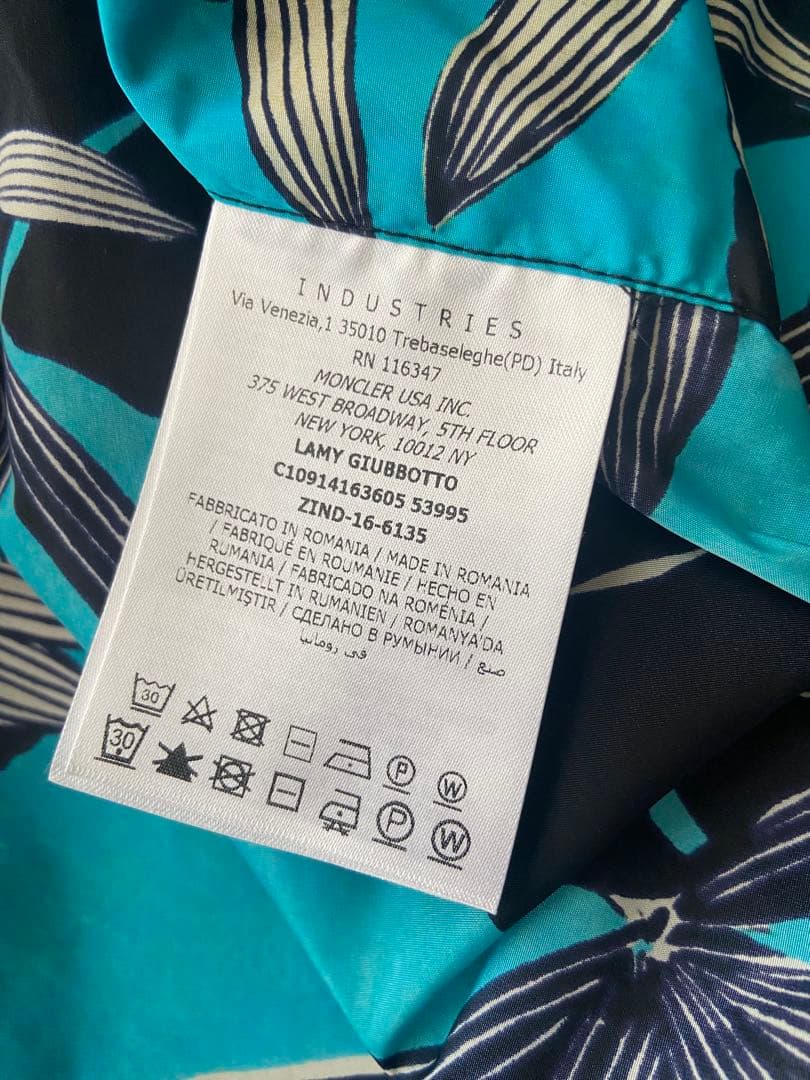 INDUSTRIES
Via Venezia,1 35010 Trebaseleghe(PD) Italy
RN 116347
MONCLER USA INC.
375 WEST BROADWAY, 5TH FLOOR
NEW YORK, 10012 NY
LAMY GIUBBOTTO
C10914163605 53995
ZIND-16-6135
FABBRICATO IN ROMANIA / MADE IN ROMANIA
/ FABRIQUÉ EN ROUMANIE / HECHO EN
RUMANIA / FABRICADO NA ROMÉNIA /
HERGESTELLT IN RUMÄNIEN / ROMANYA'DA
ÜRETILMIŞTIR / СДЕЛАНО В РУМЫНИИ / صنع
في رومانيا
30 P W
30 P W